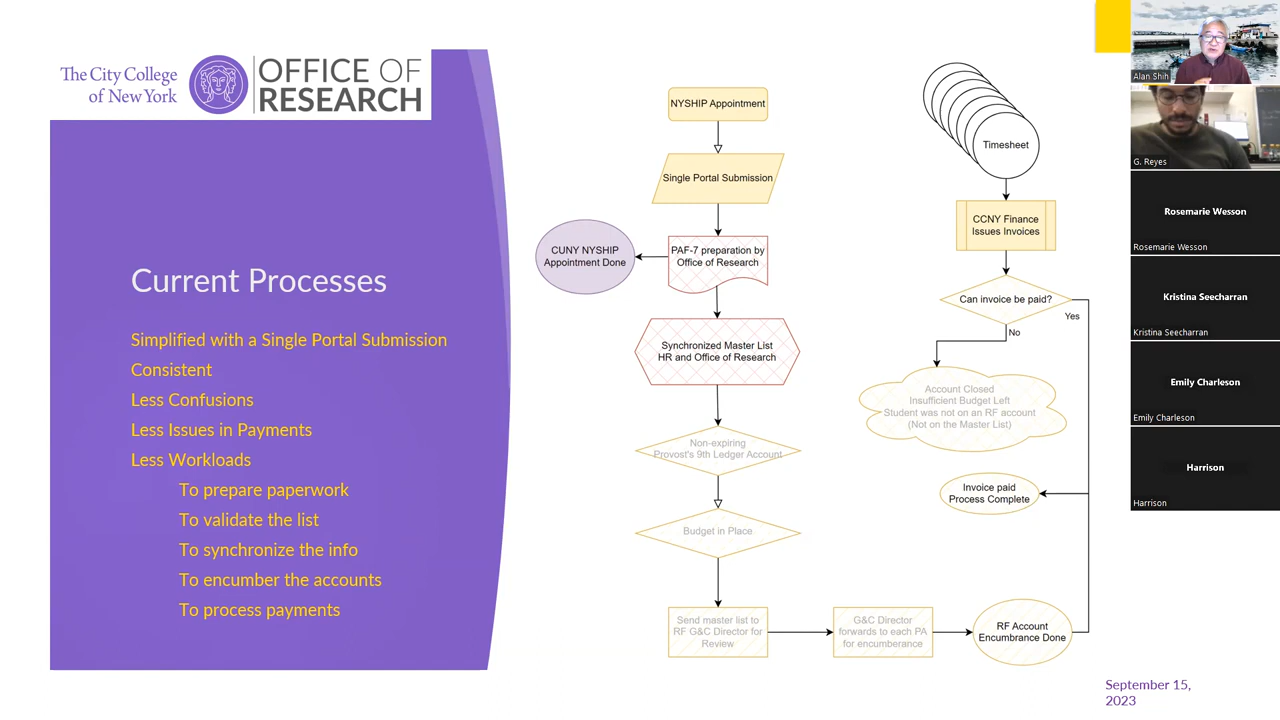 The City College
of New York
OFFICE OF
RESEARCH
Current Processes
Simplified with a Single Portal Submission
Consistent
Less Confusions
Less Issues in Payments
Less Workloads
To prepare paperwork
To validate the list
To synchronize the info
To encumber the accounts
To process payments
NYSHIP Appointment
Single Portal Submission
CUNY NYSHIP
Appointment Done
PAF-7 preparation by
Office of Research
Synchronized Master List
HR and Office of Research
Non-expiring
Provost's 9th Ledger Account
Budget in Place
Send master list to
RF G&C Director for
Review
G&C Director
forwards to each PA
for encumberance
RF Account
Encumbrance Done
Timesheet
CCNY Finance
Issues Invoices
Can invoice be paid?
Yes
No
Account Closed
Insufficient Budget Left
Student was not on an RF account
(Not on the Master List)
Invoice paid
Process Complete
September 15,
2023
Alan Shih
G. Reyes
Rosemarie Wesson
Rosemarie Wesson
Kristina Seecharran
Kristina Seecharran
Emily Charleson
Emily Charleson
Harrison
Harrison